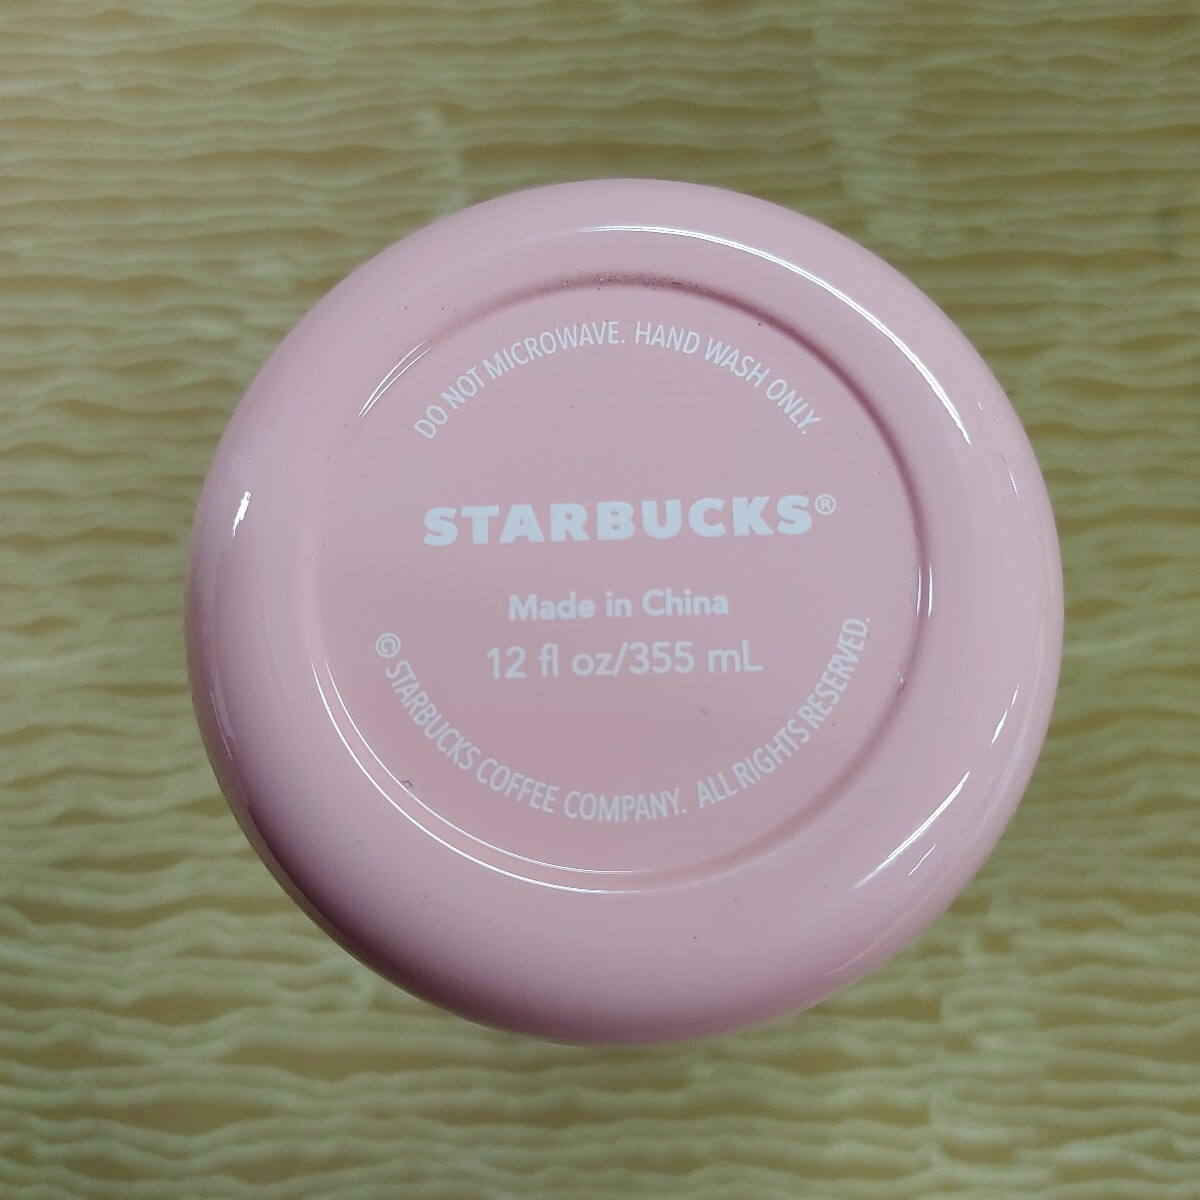 DO NOT MICROWAVE. HAND WASH ONLY.
STARBUCKS®
Made in China
12 fl oz/355 mL
© STARBUCKS COFFEE COMPANY. ALL RIGHTS RESERVED.